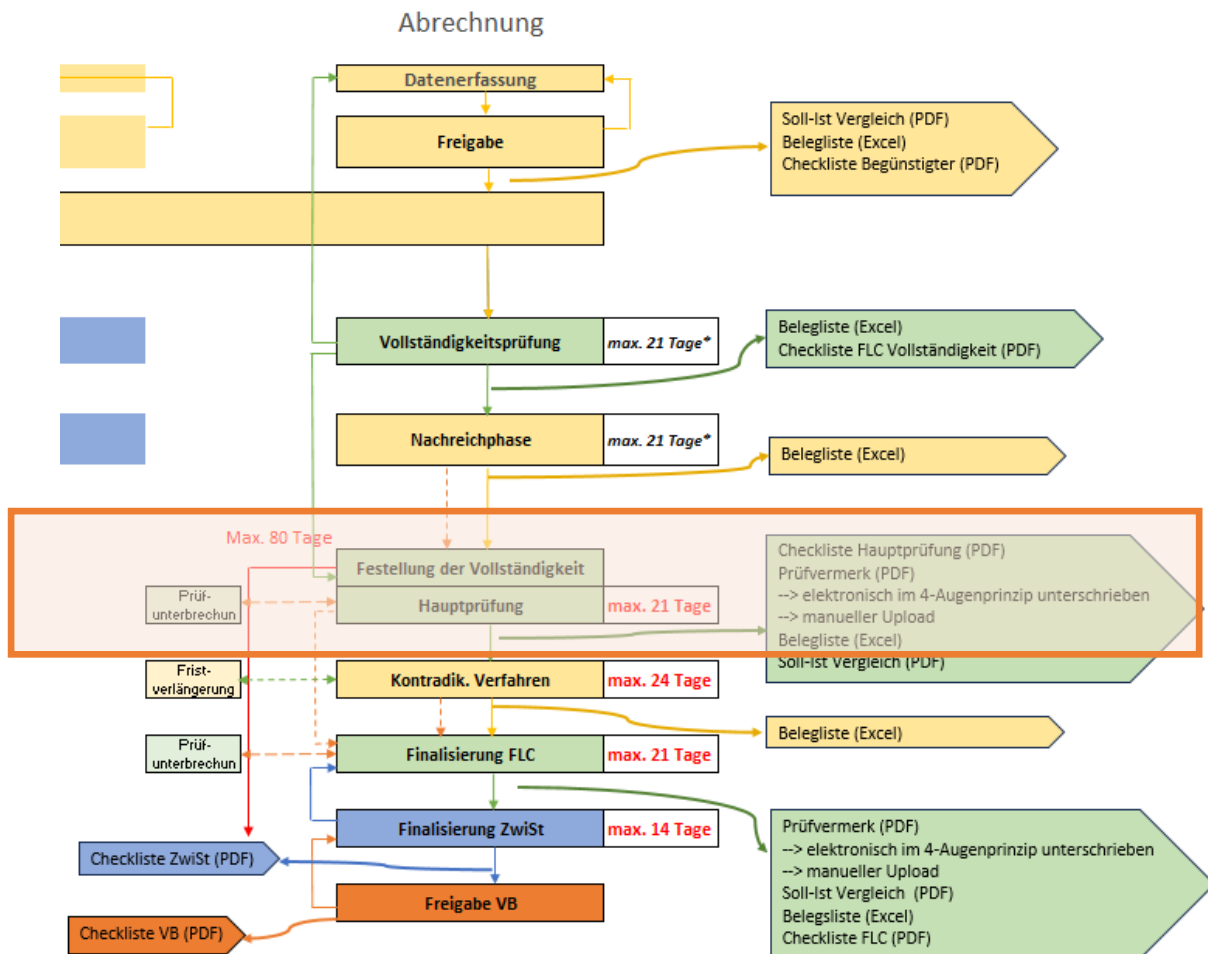 Abrechnung
Datenerfassung
Freigabe
Soll-Ist Vergleich (PDF)
Belegliste (Excel)
Checkliste Begünstigter (PDF)
Vollständigkeitsprüfung
max. 21 Tage*
Belegliste (Excel)
Checkliste FLC Vollständigkeit (PDF)
Nachreichphase
max. 21 Tage*
Belegliste (Excel)
Max. 80 Tage
Festellung der Vollständigkeit
Prüf-
unterbrechun
Hauptprüfung
max. 21 Tage
Checkliste Hauptprüfung (PDF)
Prüfvermerk (PDF)
--> elektronisch im 4-Augenprinzip unterschrieben
--> manueller Upload
Belegliste (Excel)
Soll-Ist Vergleich (PDF)
Frist-
verlängerung
Kontradik. Verfahren
max. 24 Tage
Belegliste (Excel)
Prüf-
unterbrechun
Finalisierung FLC
max. 21 Tage
Finalisierung ZwiSt
max. 14 Tage
Checkliste ZwiSt (PDF)
Prüfvermerk (PDF)
--> elektronisch im 4-Augenprinzip unterschrieben
--> manueller Upload
Soll-Ist Vergleich (PDF)
Belegsliste (Excel)
Checkliste FLC (PDF)
Freigabe VB
Checkliste VB (PDF)